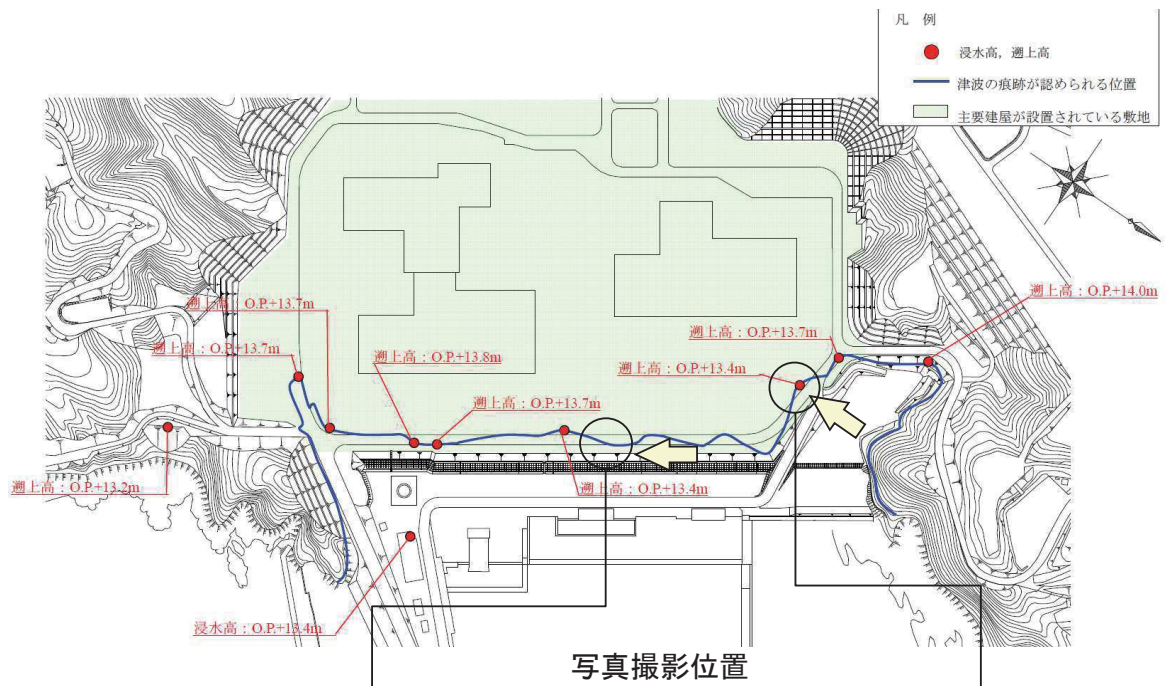 凡 例
浸水高，遡上高
津波の痕跡が認められる位置
主要建屋が設置されている敷地
遡上高：O.P.+14.0m
遡上高：O.P.+13.7m
遡上高：O.P.+13.7m
遡上高：O.P.+13.7m
遡上高：O.P.+13.8m
遡上高：O.P.+13.4m
遡上高：O.P.+13.7m
遡上高：O.P.+13.2m
遡上高：O.P.+13.4m
浸水高：O.P.+13.4m
写真撮影位置